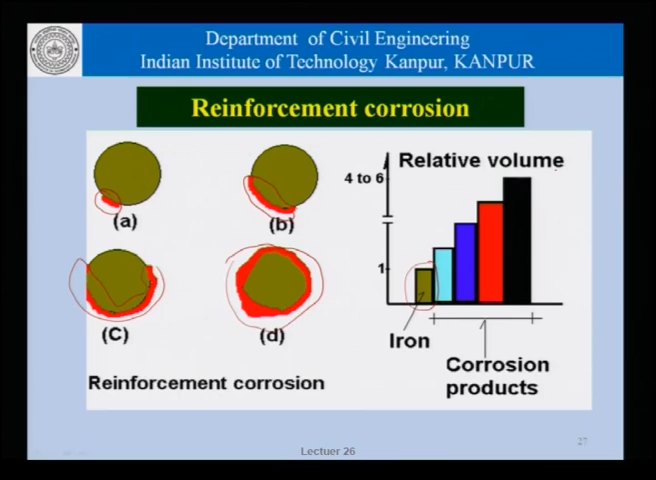 Department of Civil Engineering
Indian Institute of Technology Kanpur, KANPUR
Reinforcement corrosion
(a)
(b)
(C)
(d)
Reinforcement corrosion
Relative volume
4 to 6
1
Iron
Corrosion
products
27
Lectuer 26